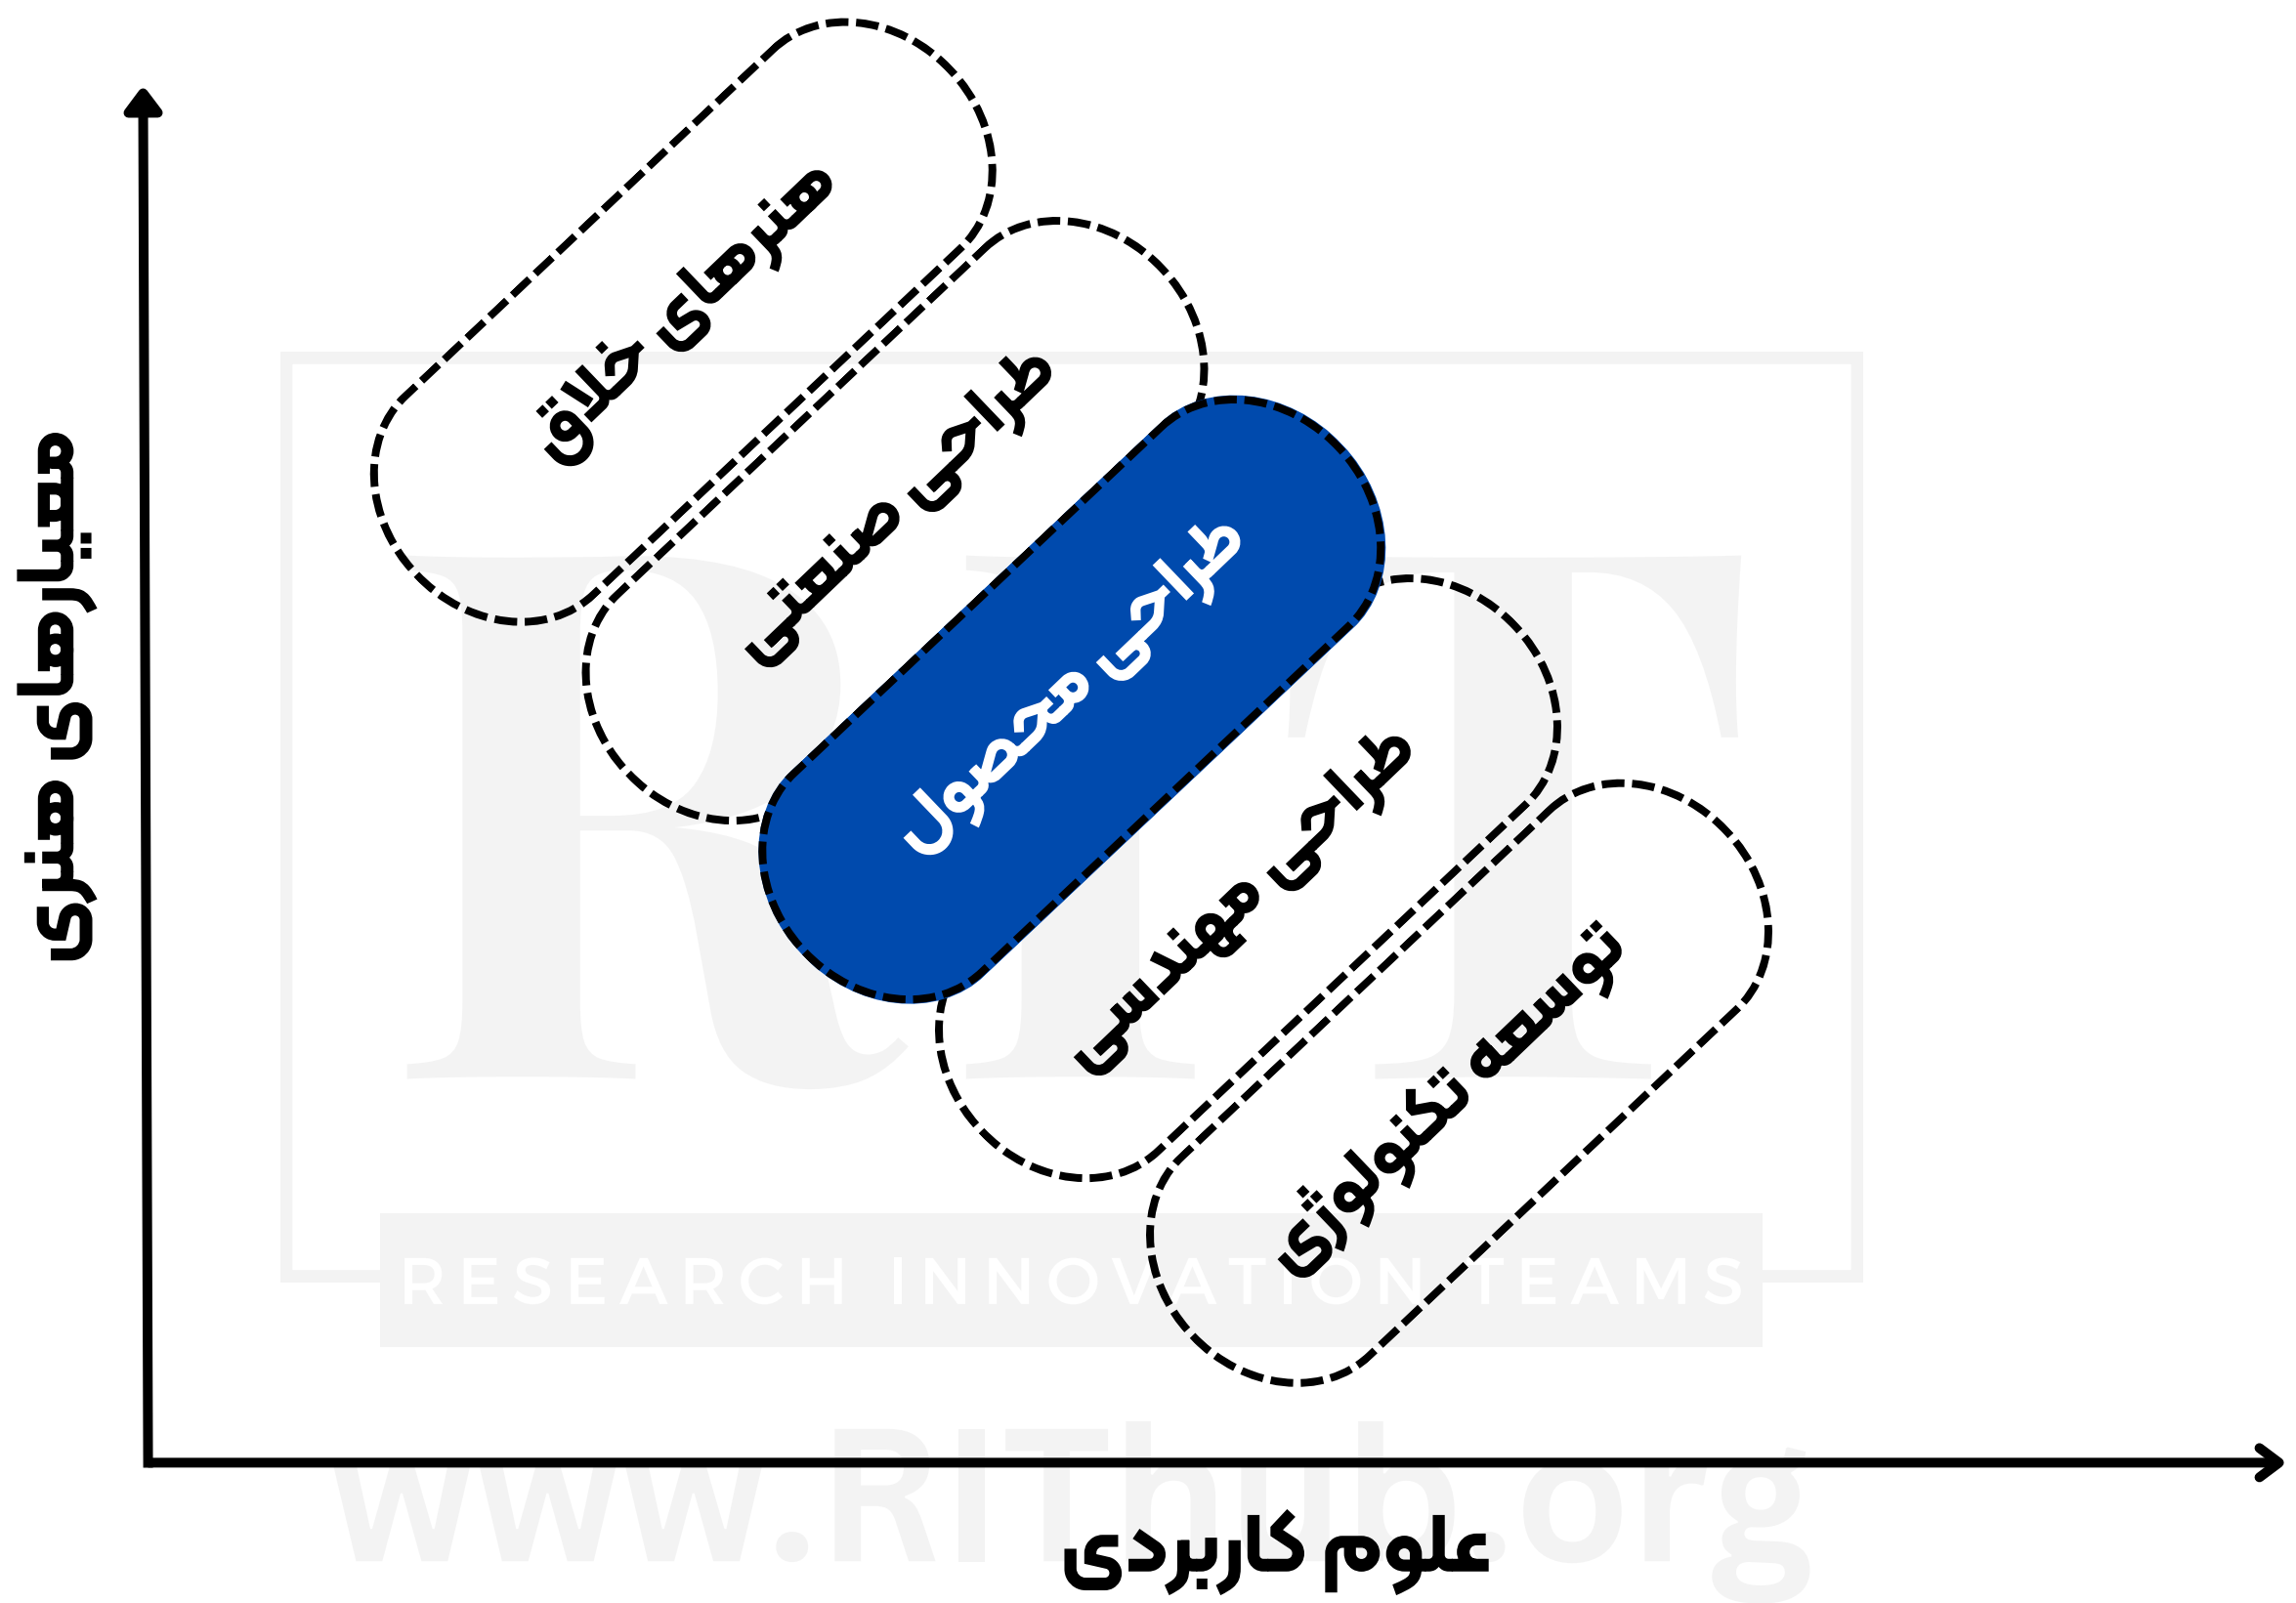 معیارهای هنری
هنرهای خلاق
طراحی صنعتی
طراحی محصول
طراحی مهندسی
توسعه تکنولوژی
علوم کاربردی
RIT
RESEARCH INNOVATION TEAMS
www.RIThub.org